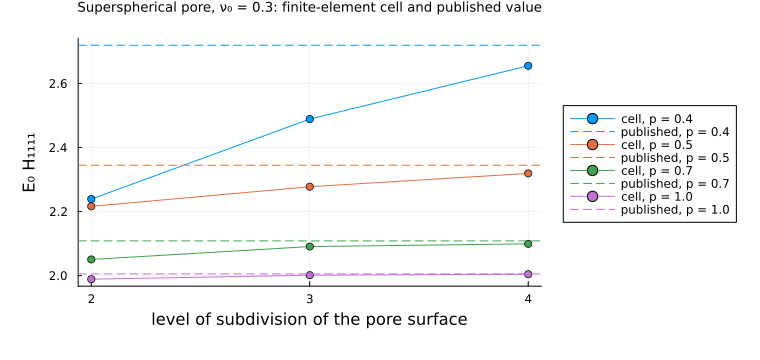 Superspherical pore, ν₀ = 0.3: finite-element cell and published value
E₀ H₁₁₁₁
2.6
2.4
2.2
2.0
2
3
4
level of subdivision of the pore surface
cell, p = 0.4
published, p = 0.4
cell, p = 0.5
published, p = 0.5
cell, p = 0.7
published, p = 0.7
cell, p = 1.0
published, p = 1.0